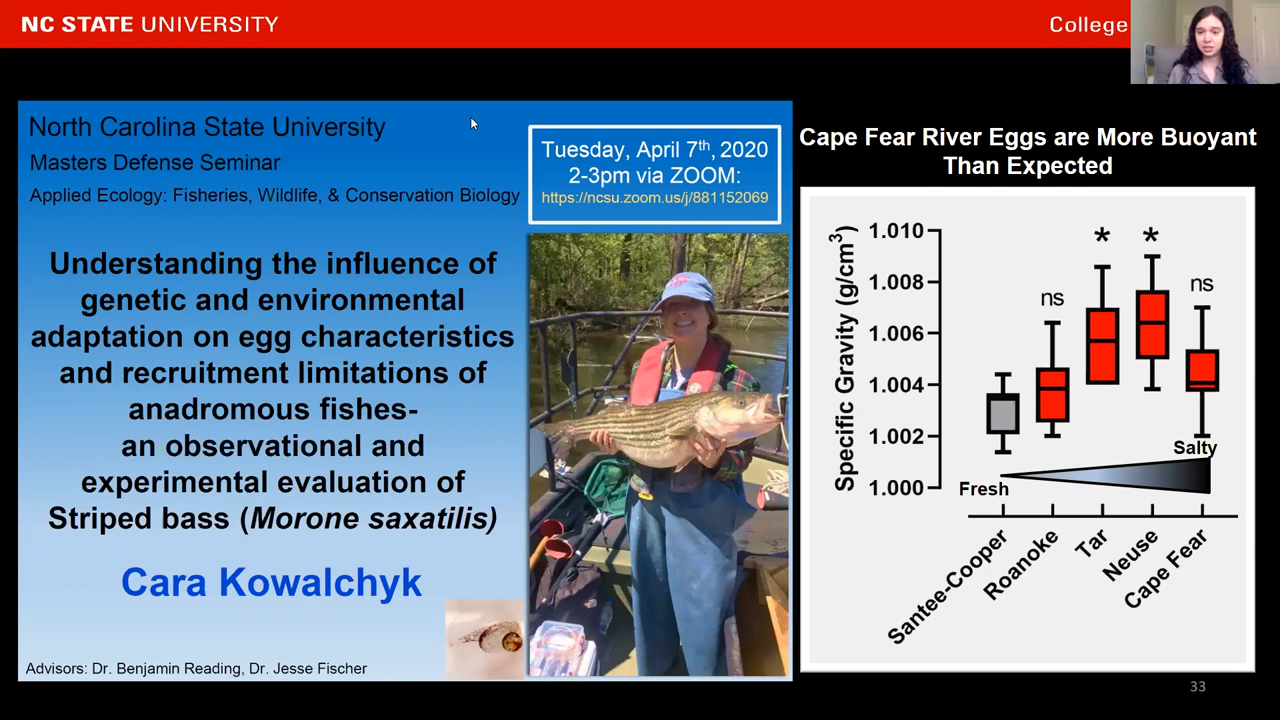 NC STATE UNIVERSITY
College
North Carolina State University
Masters Defense Seminar
Applied Ecology: Fisheries, Wildlife, & Conservation Biology
Tuesday, April 7th, 2020
2-3pm via ZOOM:
https://ncsu.zoom.us/j/881152069
Understanding the influence of
genetic and environmental
adaptation on egg characteristics
and recruitment limitations of
anadromous fishes-
an observational and
experimental evaluation of
Striped bass (Morone saxatilis)
Cara Kowalchyk
Advisors: Dr. Benjamin Reading, Dr. Jesse Fischer
Cape Fear River Eggs are More Buoyant
Than Expected
Specific Gravity (g/cm3)
1.010
1.008
1.006
1.004
1.002
1.000
ns
*
*
ns
Fresh
Salty
Santee-Cooper
Roanoke
Tar
Neuse
Cape Fear
33